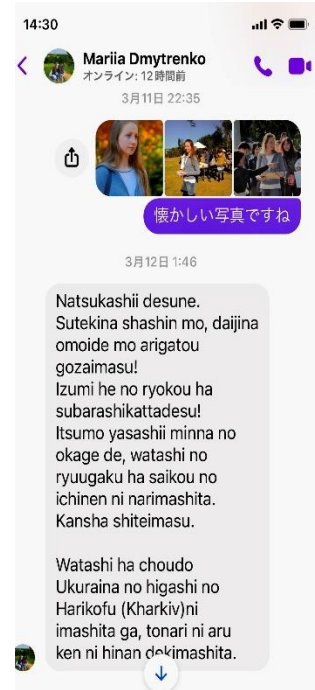 14:30
Mariia Dmytrenko
オンライン: 12時間前
3月11日 22:35
懐かしい写真ですね
3月12日 1:46
Natsukashii desune.
Sutekina shashin mo, daijina
omoide mo arigatou
gozaimasu!
Izumi he no ryokou ha
subarashikattadesu!
Itsumo yasashii minna no
okage de, watashi no
ryuugaku ha saikou no
ichinen ni narimashita.
Kansha shiteimasu.
Watashi ha choudo
Ukuraina no higashi no
Harikofu (Kharkiv)ni
imashita ga, tonari ni aru
ken ni hinan dekimashita.